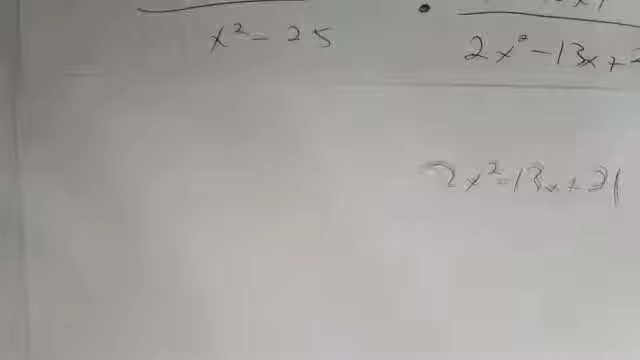 x² - 25 • 2x² - 13x +
2x² - 13x + 21